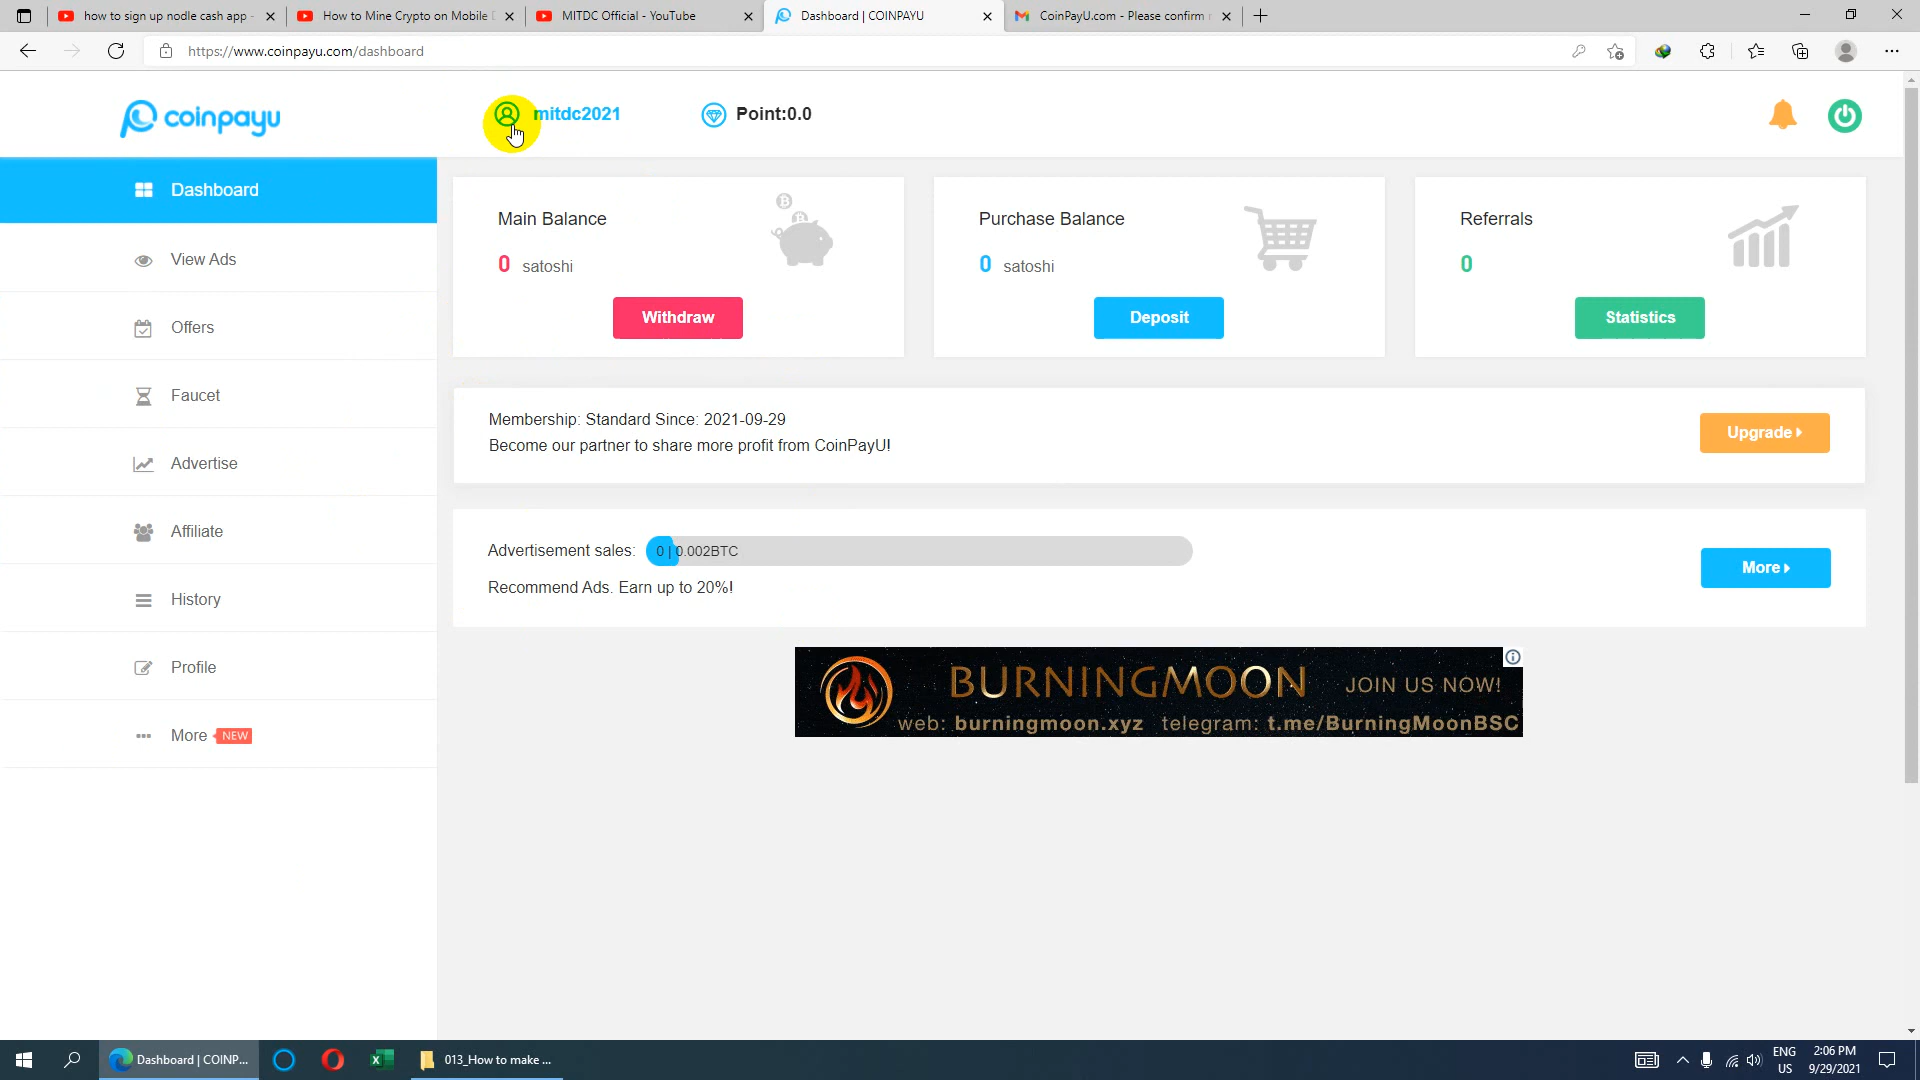 how to sign up nodle cash app -
How to Mine Crypto on Mobile
MITDC Official - YouTube
Dashboard | COINPAYU
CoinPayU.com - Please confirm
https://www.coinpayu.com/dashboard
coinpayu
mitdc2021
Point:0.0
Dashboard
View Ads
Offers
Faucet
Advertise
Affiliate
History
Profile
More NEW
Main Balance
0 satoshi
Withdraw
Purchase Balance
0 satoshi
Deposit
Referrals
0
Statistics
Membership: Standard Since: 2021-09-29
Become our partner to share more profit from CoinPayU!
Upgrade
Advertisement sales: 0 | 0.002BTC
Recommend Ads. Earn up to 20%!
More
BURNINGMOON JOIN US NOW!
web: burningmoon.xyz telegram: t.me/BurningMoonBSC
Dashboard | COINP...
013_How to make ...
ENG
US
2:06 PM
9/29/2021